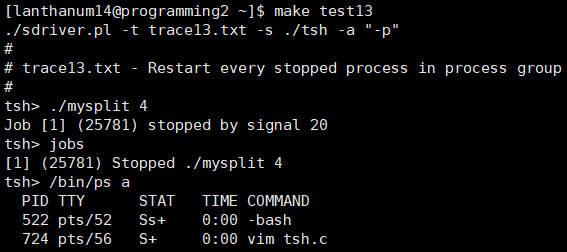 [lanthanum14@programming2 ~]$ make test13
./sdriver.pl -t trace13.txt -s ./tsh -a "-p"
#
# trace13.txt - Restart every stopped process in process group
#
tsh> ./mysplit 4
Job [1] (25781) stopped by signal 20
tsh> jobs
[1] (25781) Stopped ./mysplit 4
tsh> /bin/ps a
  PID TTY      STAT   TIME COMMAND
  522 pts/52   Ss+    0:00 -bash
  724 pts/56   S+     0:00 vim tsh.c